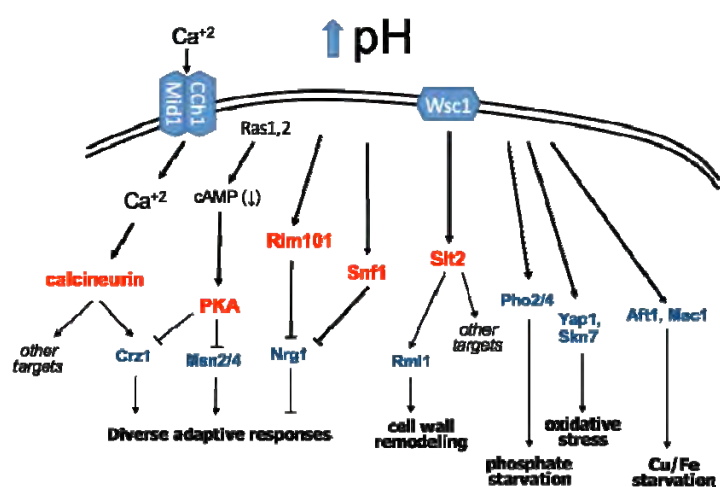 Ca+2
pH
Mid1
CCh1
Wsc1
Ras1,2
Ca+2
cAMP (↓)
Rim101
Snf1
Slt2
calcineurin
PKA
Pho2/4
Yap1,
Skn7
Aft1, Mac1
other
targets
Crz1
Msn2/4
Nrg1
Rml1
other
targets
Diverse adaptive responses
cell wall
remodeling
oxidative
stress
phosphate
starvation
Cu/Fe
starvation